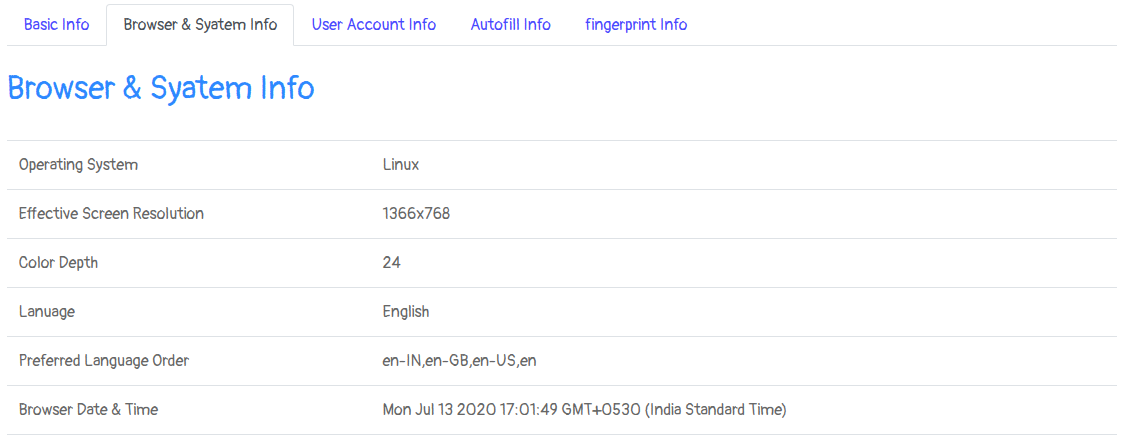 Basic Info Browser & Syatem Info User Account Info Autofill Info fingerprint Info
Browser & Syatem Info
Operating System Linux
Effective Screen Resolution 1366x768
Color Depth 24
Lanuage English
Preferred Language Order en-IN,en-GB,en-US,en
Browser Date & Time Mon Jul 13 2020 17:01:49 GMT+0530 (India Standard Time)